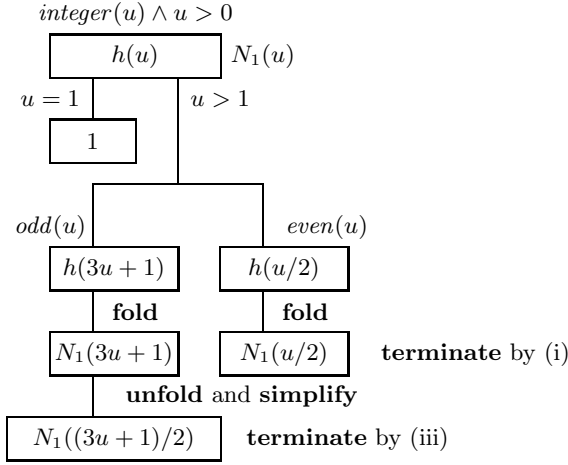 integer(u) ∧ u > 0
h(u) N₁(u)
u = 1 u > 1
1
odd(u) even(u)
h(3u + 1) h(u/2)
fold fold
N₁(3u + 1) N₁(u/2) terminate by (i)
unfold and simplify
N₁((3u + 1)/2) terminate by (iii)